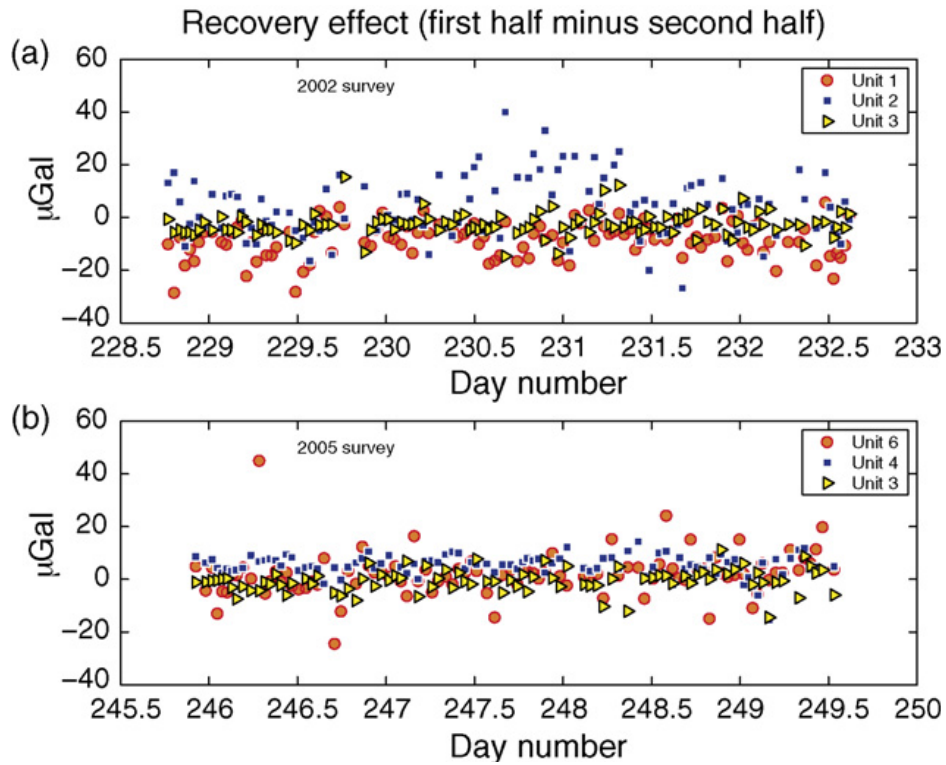 Recovery effect (first half minus second half)
(a)
60
40
20
0
−20
−40
μGal
2002 survey
Unit 1
Unit 2
Unit 3
228.5 229 229.5 230 230.5 231 231.5 232 232.5 233
Day number
(b)
60
40
20
0
−20
−40
μGal
2005 survey
Unit 6
Unit 4
Unit 3
245.5 246 246.5 247 247.5 248 248.5 249 249.5 250
Day number